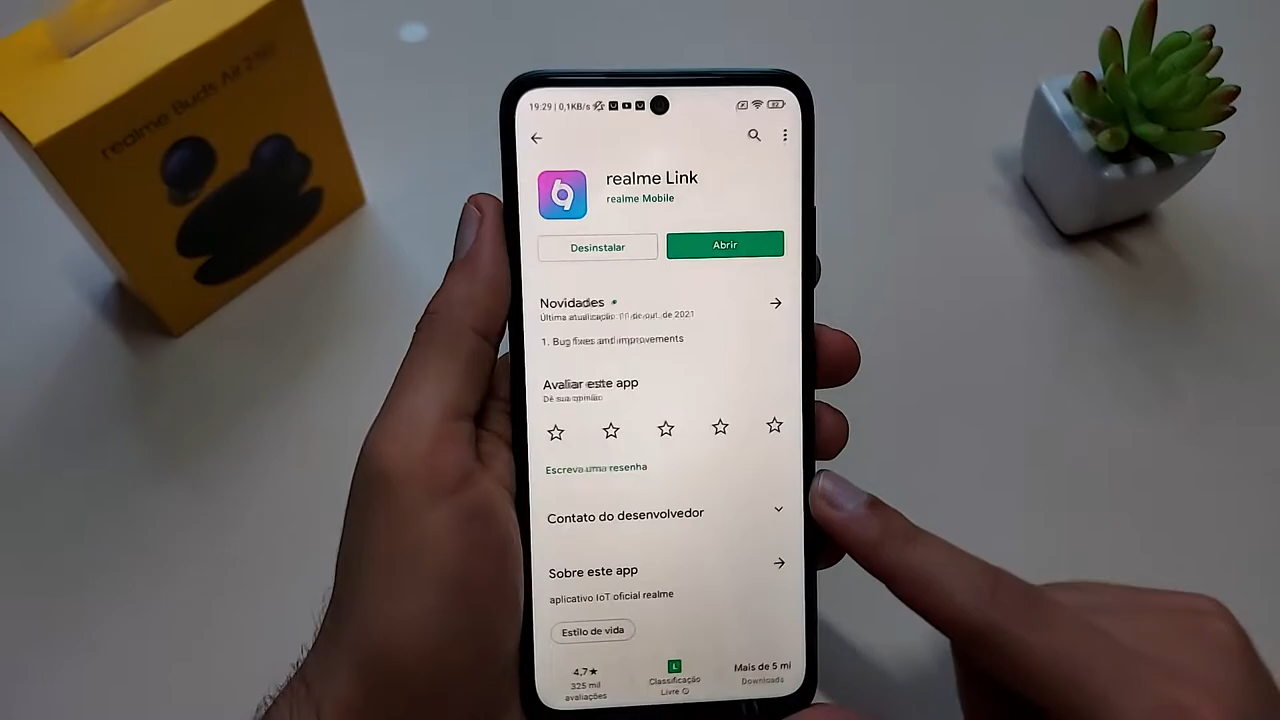 realme Buds Air 2
19:29 | 0,1KB/s
82
realme Link
realme Mobile
Desinstalar
Abrir
Novidades
Última atualização: de out. de 2021
1. Bug fixes and improvements
Avaliar este app
Dê sua opinião
Escreva uma resenha
Contato do desenvolvedor
Sobre este app
aplicativo IoT oficial realme
Estilo de vida
4,7★
325 mil
avaliações
L
Classificação
Livre
Mais de 5 mi
Downloads